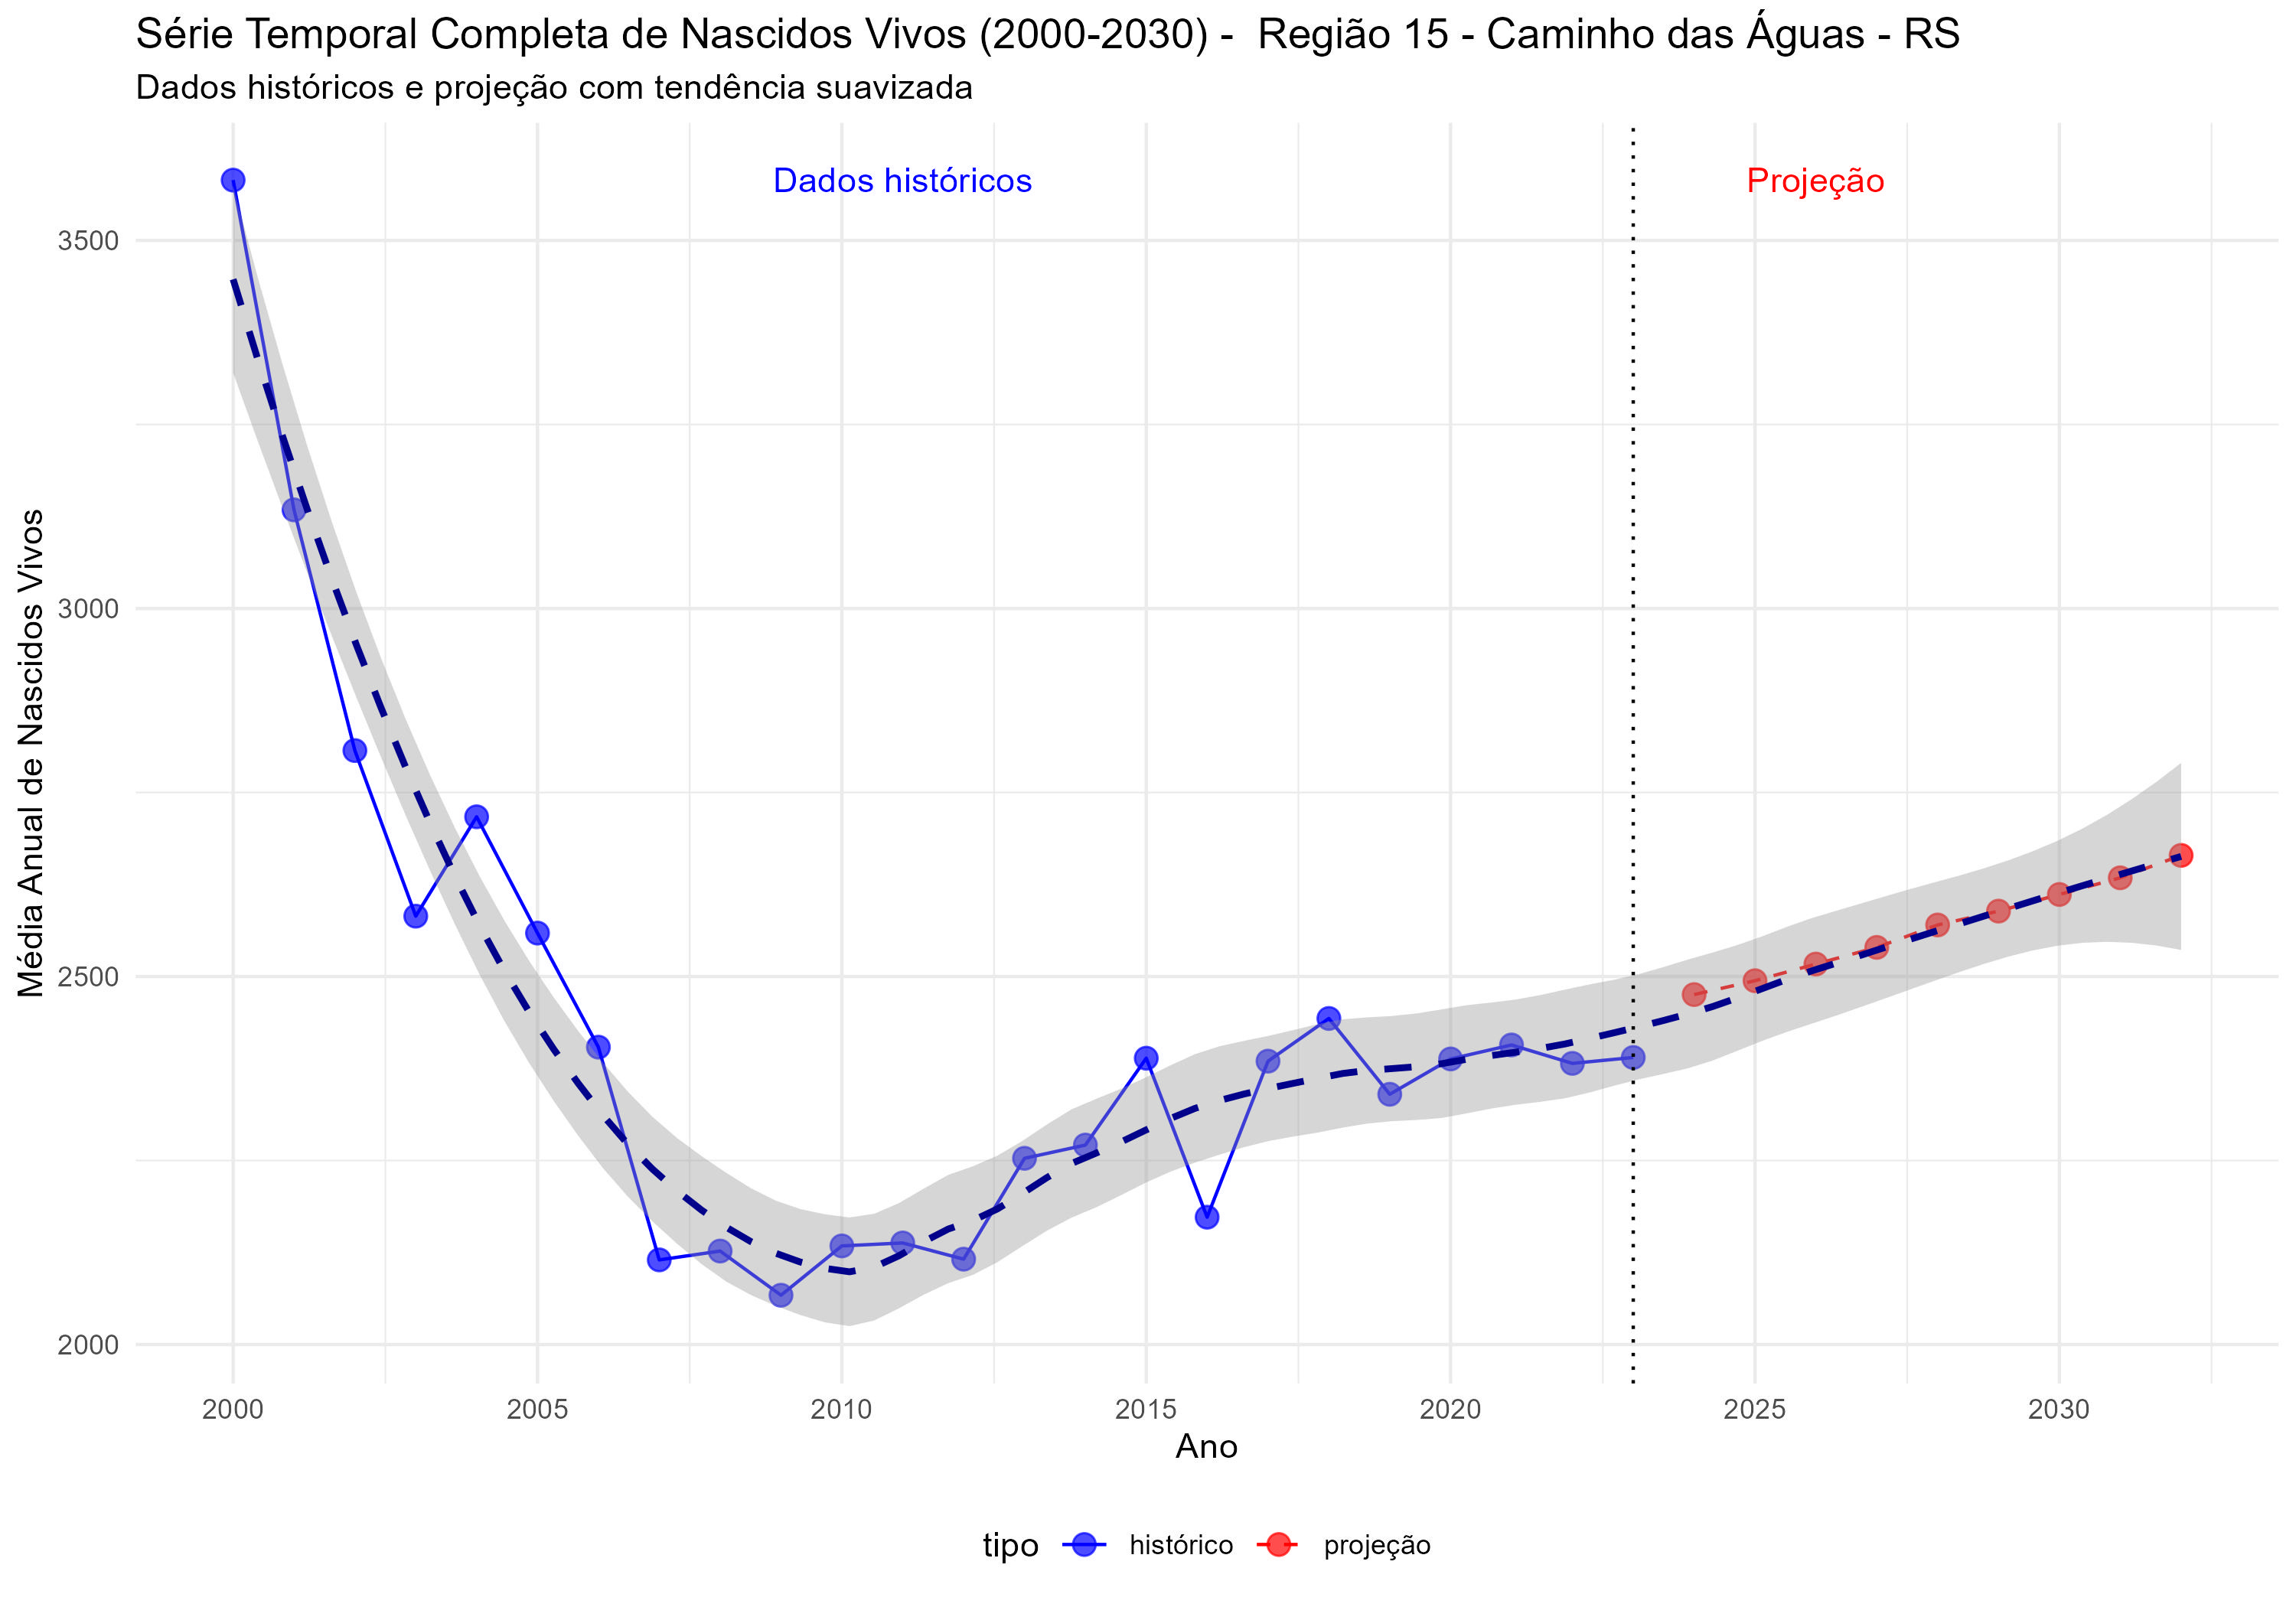 Série Temporal Completa de Nascidos Vivos (2000-2030) -  Região 15 - Caminho das Águas - RS
Dados históricos e projeção com tendência suavizada
Dados históricos
Projeção
Média Anual de Nascidos Vivos
3500
3000
2500
2000
2000
2005
2010
2015
2020
2025
2030
Ano
tipo
histórico
projeção